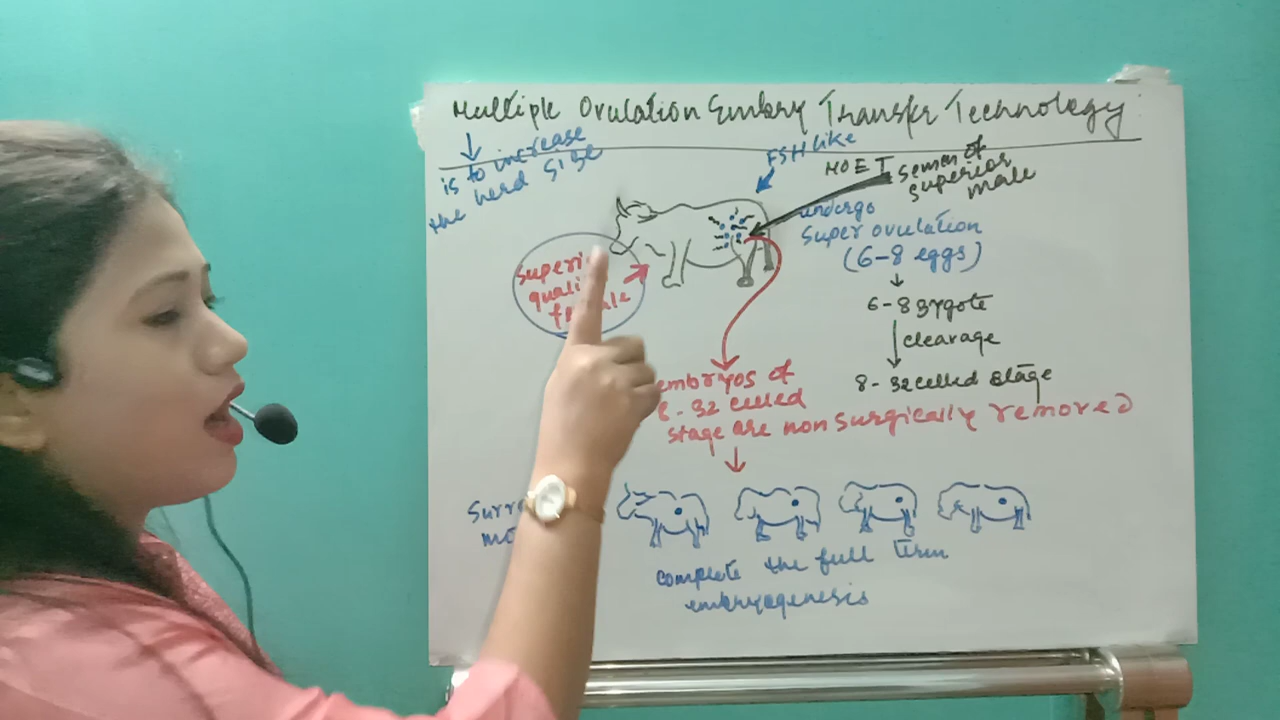 Multiple Ovulation Embry Transfer Technology
is to increase
the herd size
FSH like
MOET
Semen of
superior
male
undergo
Super ovulation
(6-8 eggs)
6-8 zygote
cleavage
8-32 celled stage
embryos of
8-32 celled
stage are non surgically removed
complete the full term
embryogenesis